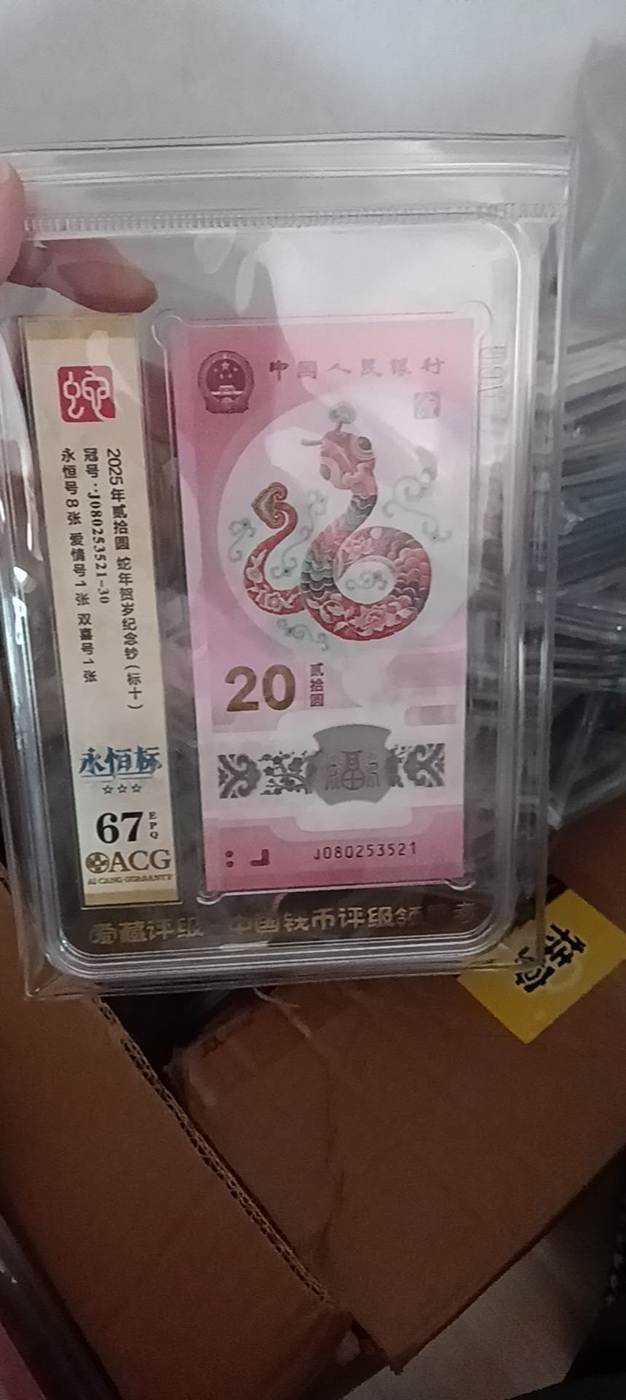 蛇
2025年贰拾圆 蛇年贺岁纪念钞(标十)
冠号:J080253521-30
永恒号8张 爱情号1张 双喜号1张
永恒标
☆☆☆
67 EPQ
ACG
AI CANG GUARANTY
中国人民银行
20 贰拾圆
福
J080253521
爱藏评级 中国钱币评级领